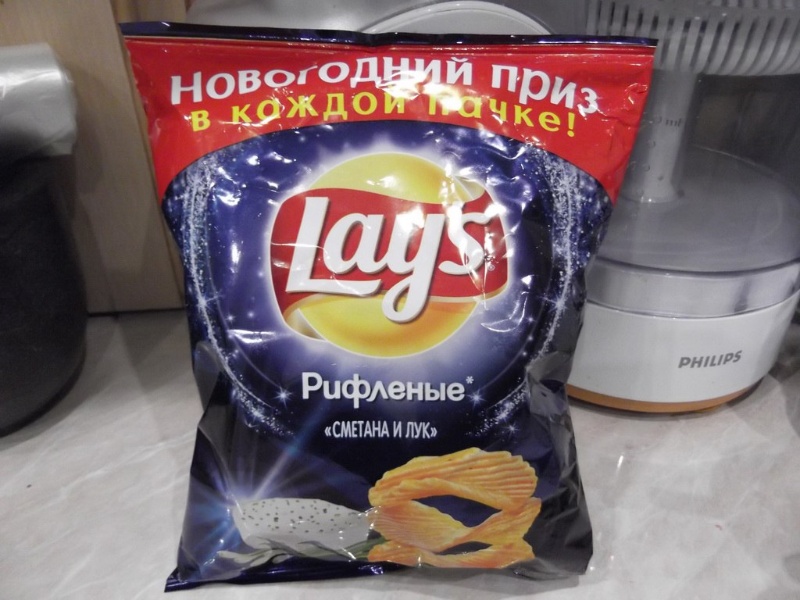 Новогодний приз
в каждой пачке!
Lay's
Рифленые*
«СМЕТАНА И ЛУК»
PHILIPS